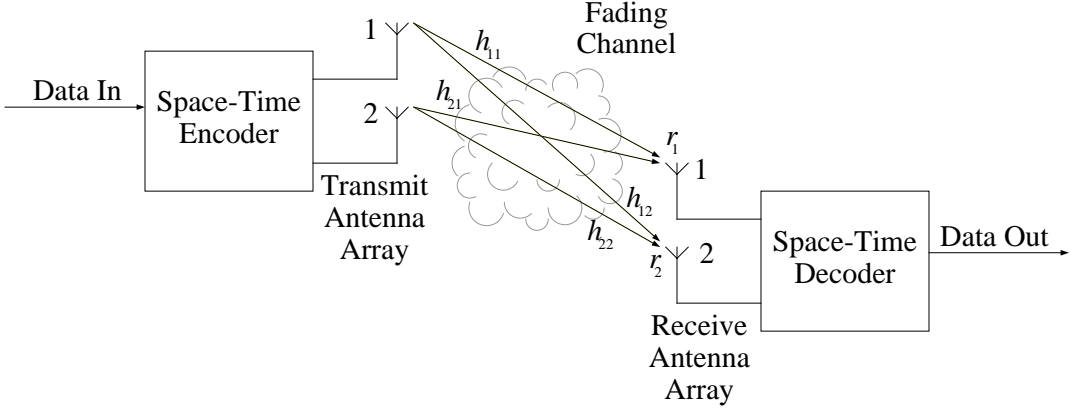 Data In
Space-Time
Encoder
1
2
Transmit
Antenna
Array
h11
h21
Fading
Channel
h12
h22
r1
1
r2
2
Receive
Antenna
Array
Space-Time
Decoder
Data Out